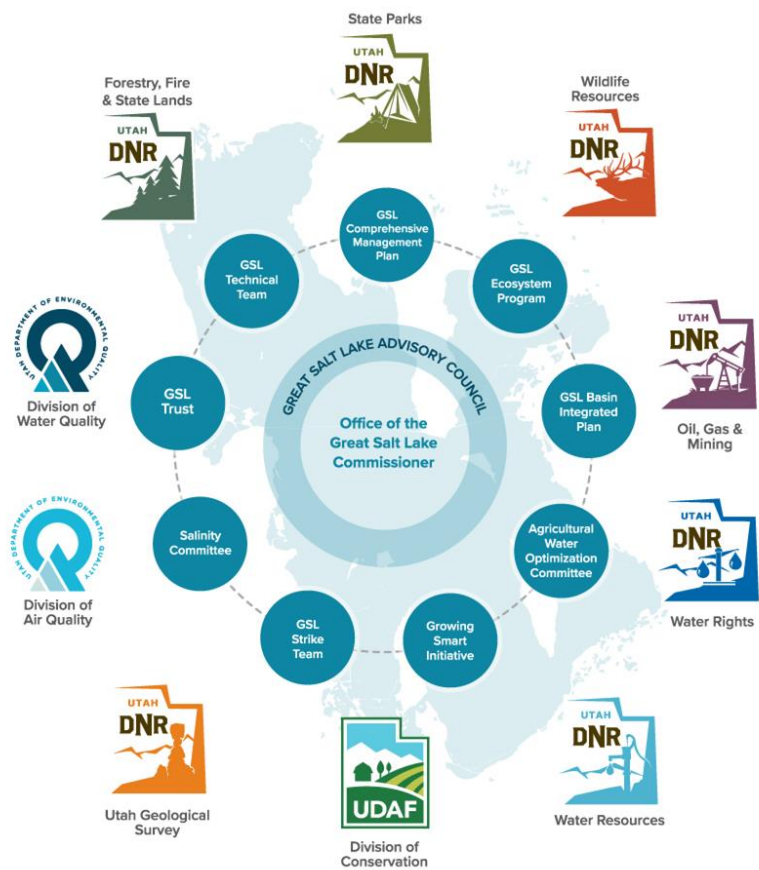 State Parks
UTAH
DNR
Forestry, Fire
& State Lands
UTAH
DNR
Wildlife
Resources
UTAH
DNR
GSL
Comprehensive
Management
Plan
GSL
Technical
Team
GSL
Ecosystem
Program
UTAH DEPARTMENT OF ENVIRONMENTAL QUALITY
Division of
Water Quality
GSL
Trust
GREAT SALT LAKE ADVISORY COUNCIL
Office of the
Great Salt Lake
Commissioner
GSL Basin
Integrated
Plan
UTAH
DNR
Oil, Gas &
Mining
UTAH DEPARTMENT OF ENVIRONMENTAL QUALITY
Division of
Air Quality
Salinity
Committee
Agricultural
Water
Optimization
Committee
UTAH
DNR
Water Rights
GSL
Strike
Team
Growing
Smart
Initiative
UTAH
DNR
Utah Geological
Survey
UDAF
Division of
Conservation
UTAH
DNR
Water Resources